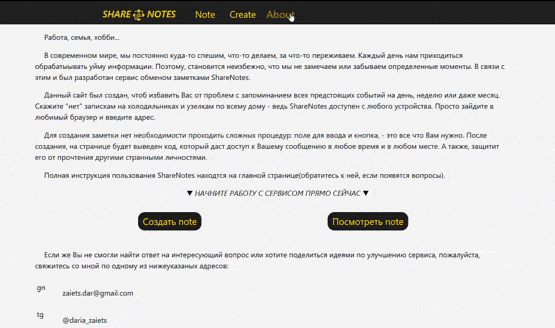 SHARE NOTES Note Create About
Работа, семья, хобби...
В современном мире, мы постоянно куда-то спешим, что-то делаем, за что-то переживаем. Каждый день нам приходиться
обрабатыывать уйму информации. Поэтому, становится неизбежно, что мы не замечаем или забываем определенные моменты. В связи с
этим и был разработан сервис обменом заметками ShareNotes.
Данный сайт был создан, чтоб избавить Вас от проблем с запоминанием всех предстоящих событий на день, неделю или даже месяц.
Скажите "нет" запискам на холодильниках и узелкам по всему дому - ведь ShareNotes доступен с любого устройства. Просто зайдите в
любимый браузер и введите адрес.
Для создания заметки нет необходимости проходить сложных процедур: поле для ввода и кнопка, - это все что Вам нужно. После
создания, на странице будет выведен код, который даст доступ к Вашему сообщению в любое время и в любом месте. А также, защитит
его от прочтения другими странными личностями.
Полная инструкция пользования ShareNotes находтся на главной странице(обратитесь к ней, если появятся вопросы).
▼ НАЧНИТЕ РАБОТУ С СЕРВИСОМ ПРЯМО СЕЙЧАС ▼
Создать note Посмотреть note
Если же Вы не смогли найти ответ на интересующий вопрос или хотите поделиться идеями по улучшению сервиса, пожалуйста,
свяжитесь со мной по одному из нижеуказаных адресов:
gn
zaiets.dar@gmail.com
tg
@daria_zaiets